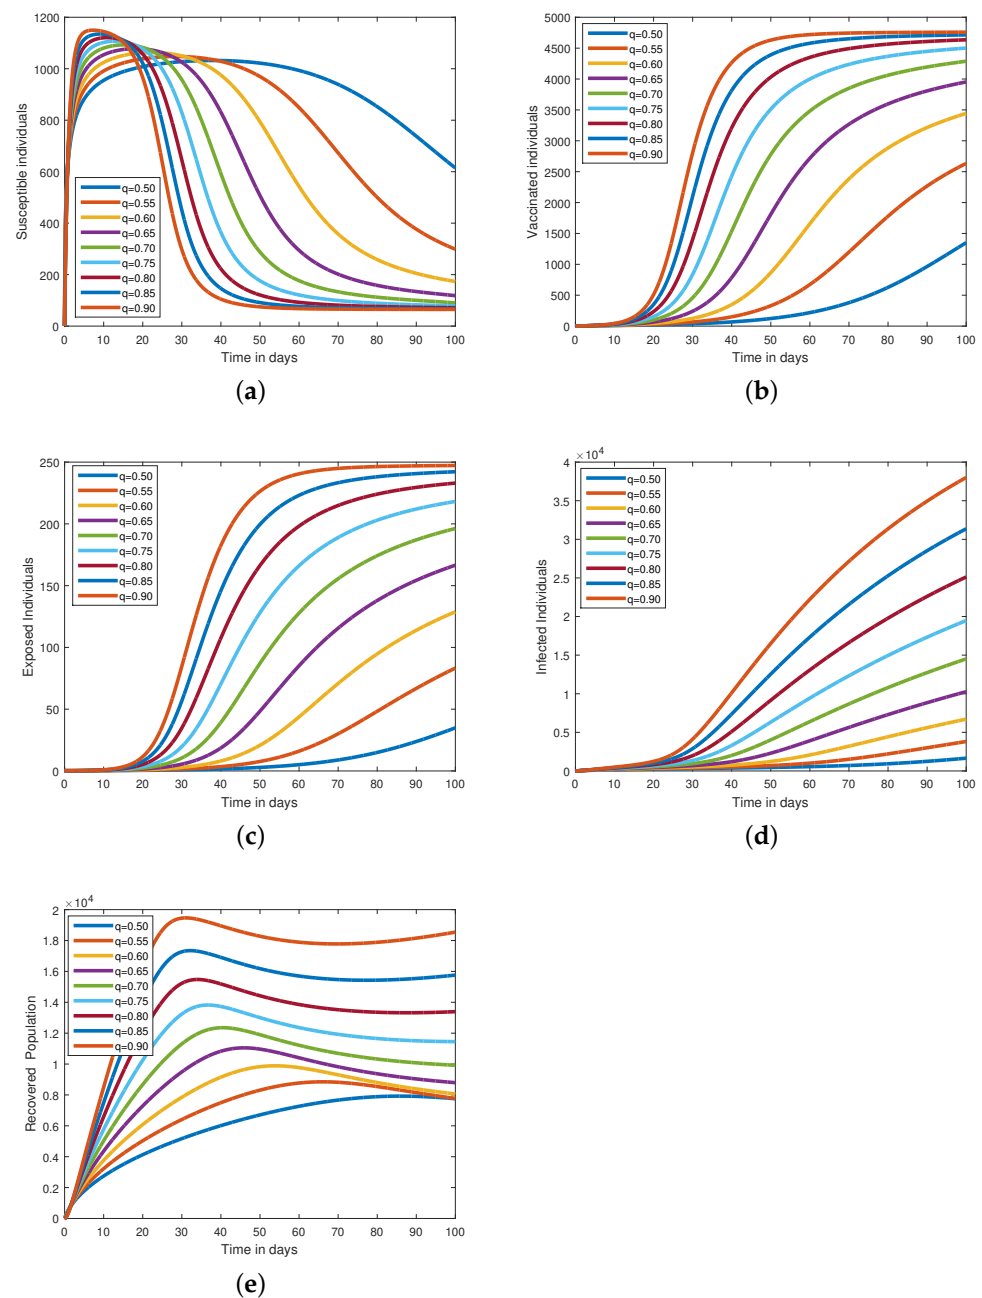 1200
1000
800
600
400
200
0
Susceptible individuals
q=0.50
q=0.55
q=0.60
q=0.65
q=0.70
q=0.75
q=0.80
q=0.85
q=0.90
0 10 20 30 40 50 60 70 80 90 100
Time in days
(a)
5000
4500
4000
3500
3000
2500
2000
1500
1000
500
0
Vaccinated individuals
q=0.50
q=0.55
q=0.60
q=0.65
q=0.70
q=0.75
q=0.80
q=0.85
q=0.90
0 10 20 30 40 50 60 70 80 90 100
Time in days
(b)
250
200
150
100
50
0
Exposed Individuals
q=0.50
q=0.55
q=0.60
q=0.65
q=0.70
q=0.75
q=0.80
q=0.85
q=0.90
0 10 20 30 40 50 60 70 80 90 100
Time in days
(c)
×10⁴
4
3.5
3
2.5
2
1.5
1
0.5
0
Infected Individuals
q=0.50
q=0.55
q=0.60
q=0.65
q=0.70
q=0.75
q=0.80
q=0.85
q=0.90
0 10 20 30 40 50 60 70 80 90 100
Time in days
(d)
×10⁴
2
1.8
1.6
1.4
1.2
1
0.8
0.6
0.4
0.2
0
Recovered Population
q=0.50
q=0.55
q=0.60
q=0.65
q=0.70
q=0.75
q=0.80
q=0.85
q=0.90
0 10 20 30 40 50 60 70 80 90 100
Time in days
(e)